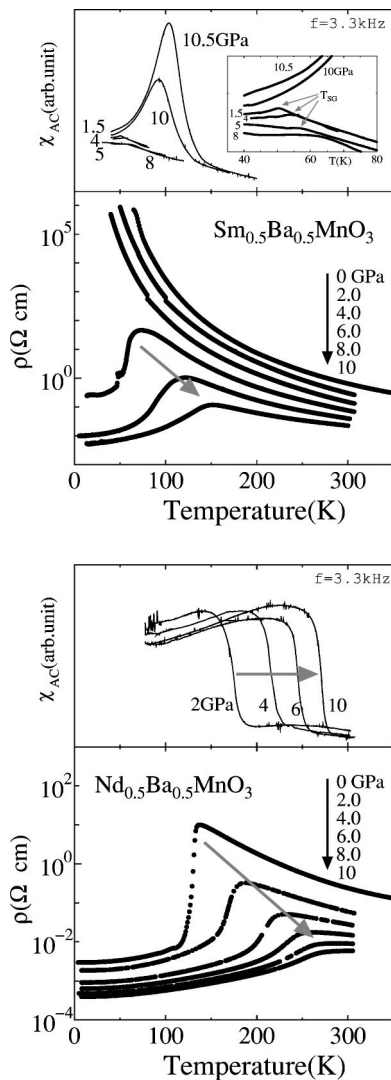 f=3.3kHz
χAC(arb.unit)
10.5GPa
10
1.5
4
5
8
10.5
10GPa
TSG
1.5
4
5
8
40 60 80
T(K)
Sm0.5Ba0.5MnO3
0 GPa
2.0
4.0
6.0
8.0
10
ρ(Ω cm)
10^5
10^0
0 100 200 300
Temperature(K)
f=3.3kHz
χAC(arb.unit)
2GPa 4 6 10
Nd0.5Ba0.5MnO3
0 GPa
2.0
4.0
6.0
8.0
10
ρ(Ω cm)
10^2
10^0
10^-2
10^-4
0 100 200 300
Temperature(K)